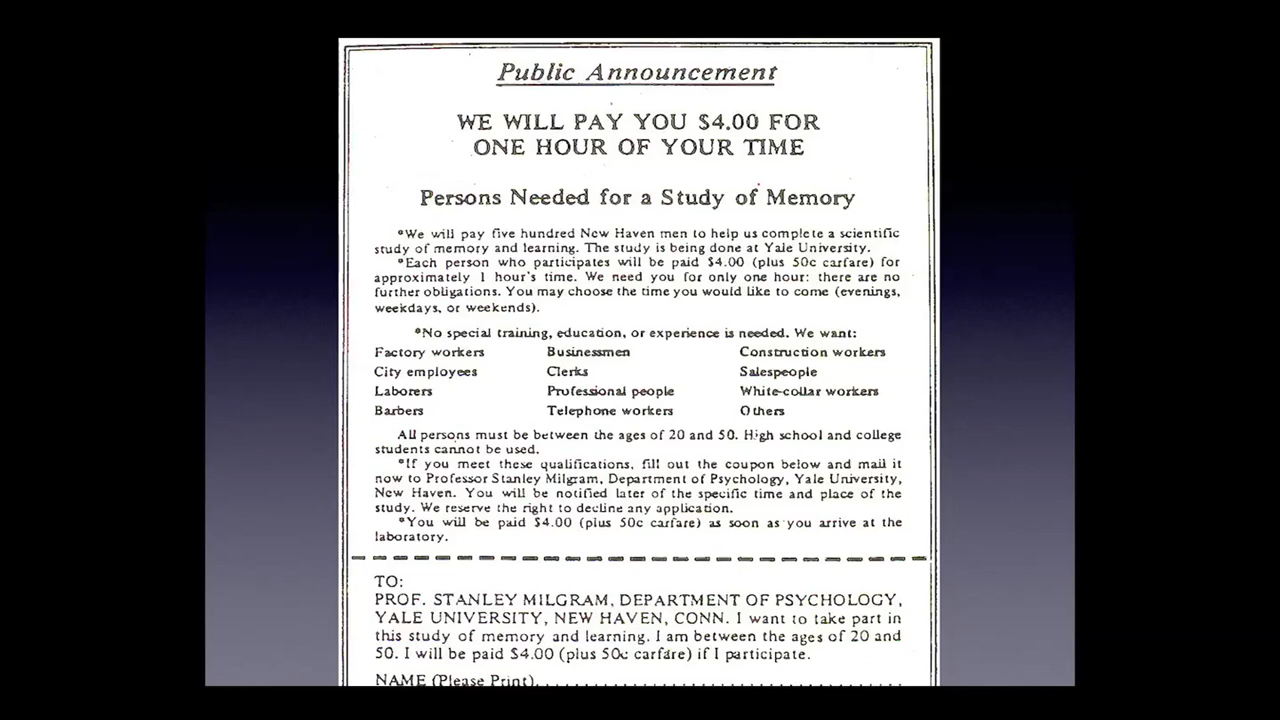 Public Announcement
WE WILL PAY YOU $4.00 FOR
ONE HOUR OF YOUR TIME
Persons Needed for a Study of Memory
*We will pay five hundred New Haven men to help us complete a scientific
study of memory and learning. The study is being done at Yale University.
*Each person who participates will be paid $4.00 (plus 50c carfare) for
approximately 1 hour's time. We need you for only one hour: there are no
further obligations. You may choose the time you would like to come (evenings,
weekdays, or weekends).
*No special training, education, or experience is needed. We want:
Factory workers Businessmen Construction workers
City employees Clerks Salespeople
Laborers Professional people White-collar workers
Barbers Telephone workers Others
All persons must be between the ages of 20 and 50. High school and college
students cannot be used.
*If you meet these qualifications, fill out the coupon below and mail it
now to Professor Stanley Milgram, Department of Psychology, Yale University,
New Haven. You will be notified later of the specific time and place of the
study. We reserve the right to decline any application.
*You will be paid $4.00 (plus 50c carfare) as soon as you arrive at the
laboratory.
TO:
PROF. STANLEY MILGRAM, DEPARTMENT OF PSYCHOLOGY,
YALE UNIVERSITY, NEW HAVEN, CONN. I want to take part in
this study of memory and learning. I am between the ages of 20 and
50. I will be paid $4.00 (plus 50c carfare) if I participate.
NAME (Please Print). . . . . . . . . . . . . . . . . . . . . . . . . . . . . . . . .